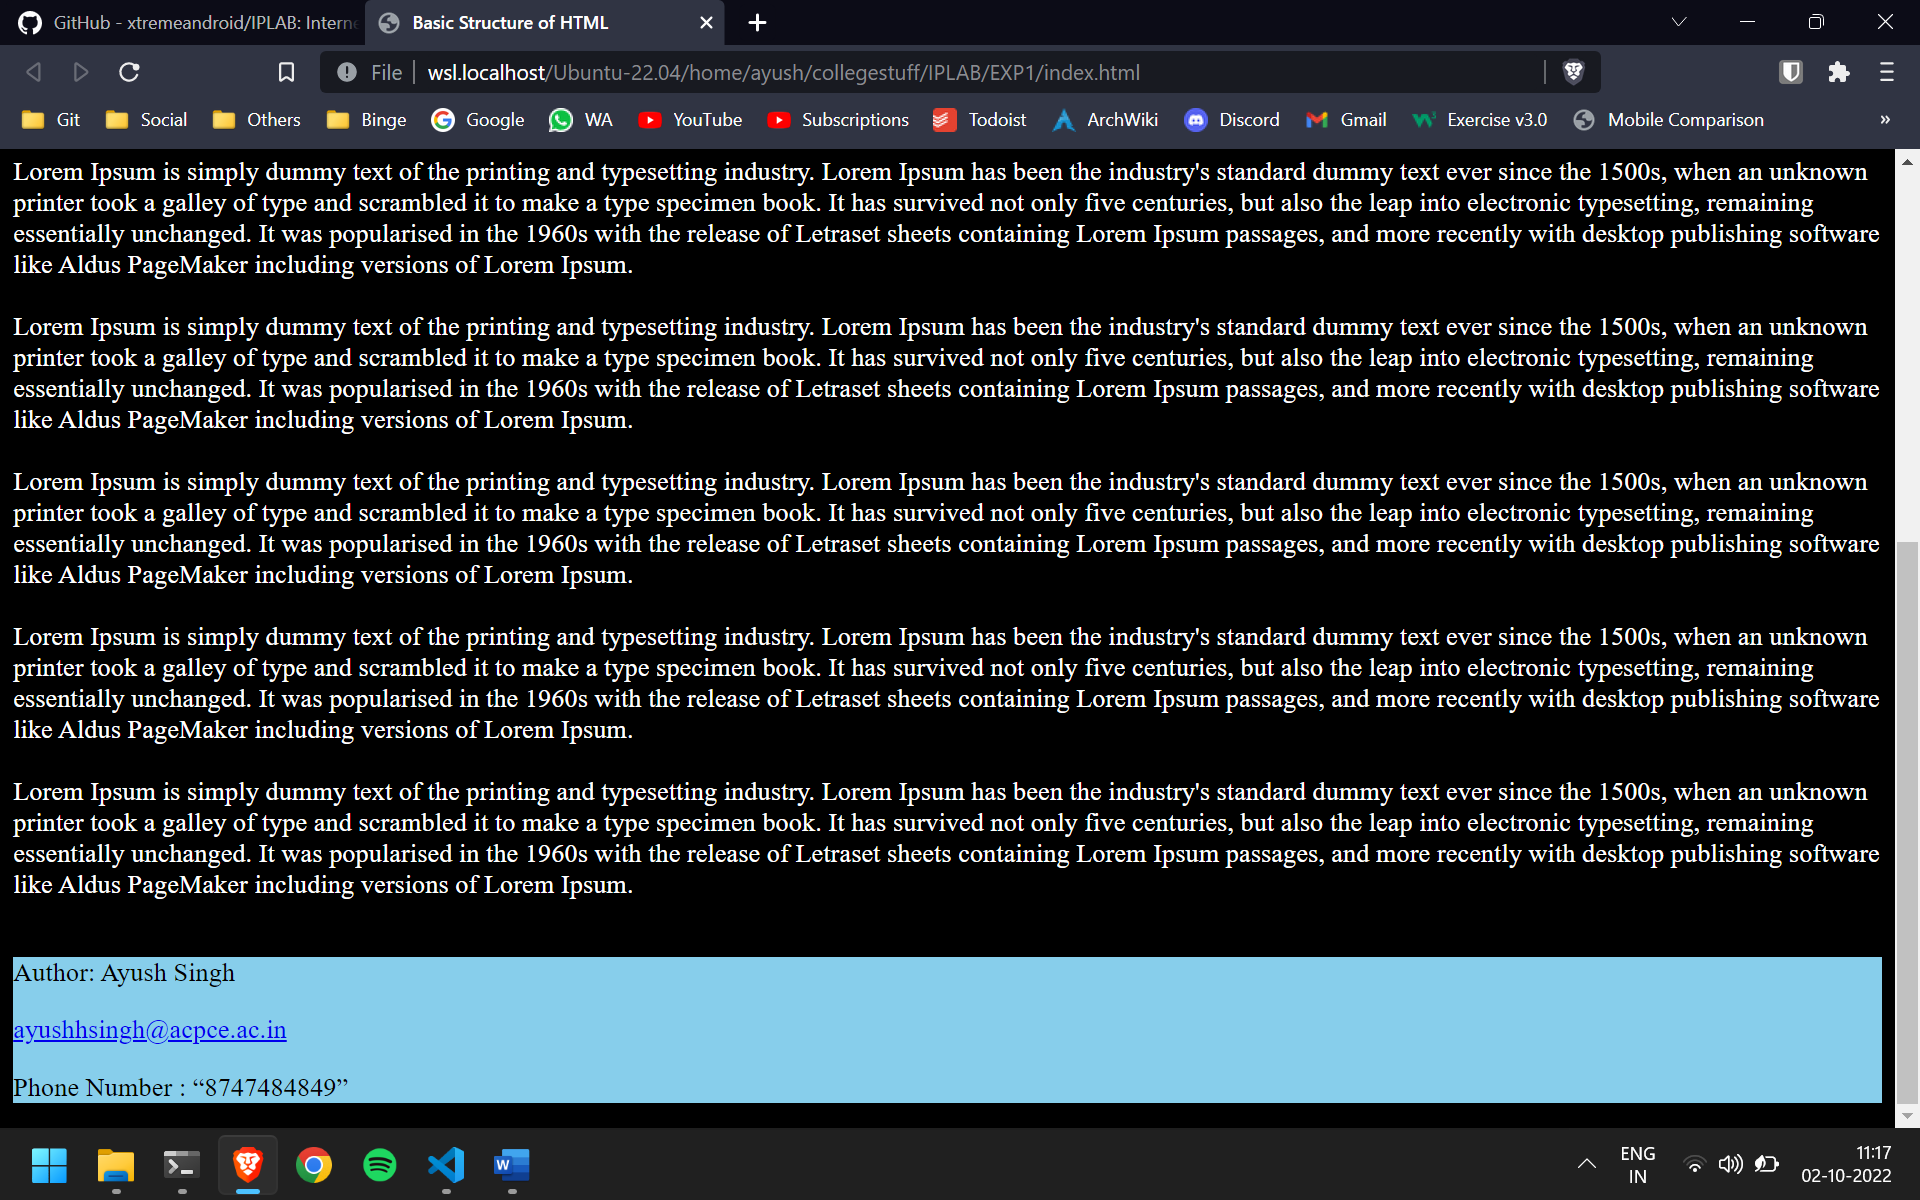 GitHub - xtremeandroid/IPLAB: Interne
Basic Structure of HTML
File
wsl.localhost/Ubuntu-22.04/home/ayush/collegestuff/IPLAB/EXP1/index.html
Git Social Others Binge Google WA YouTube Subscriptions Todoist ArchWiki Discord Gmail Exercise v3.0 Mobile Comparison »
Lorem Ipsum is simply dummy text of the printing and typesetting industry. Lorem Ipsum has been the industry's standard dummy text ever since the 1500s, when an unknown
printer took a galley of type and scrambled it to make a type specimen book. It has survived not only five centuries, but also the leap into electronic typesetting, remaining
essentially unchanged. It was popularised in the 1960s with the release of Letraset sheets containing Lorem Ipsum passages, and more recently with desktop publishing software
like Aldus PageMaker including versions of Lorem Ipsum.
Lorem Ipsum is simply dummy text of the printing and typesetting industry. Lorem Ipsum has been the industry's standard dummy text ever since the 1500s, when an unknown
printer took a galley of type and scrambled it to make a type specimen book. It has survived not only five centuries, but also the leap into electronic typesetting, remaining
essentially unchanged. It was popularised in the 1960s with the release of Letraset sheets containing Lorem Ipsum passages, and more recently with desktop publishing software
like Aldus PageMaker including versions of Lorem Ipsum.
Lorem Ipsum is simply dummy text of the printing and typesetting industry. Lorem Ipsum has been the industry's standard dummy text ever since the 1500s, when an unknown
printer took a galley of type and scrambled it to make a type specimen book. It has survived not only five centuries, but also the leap into electronic typesetting, remaining
essentially unchanged. It was popularised in the 1960s with the release of Letraset sheets containing Lorem Ipsum passages, and more recently with desktop publishing software
like Aldus PageMaker including versions of Lorem Ipsum.
Lorem Ipsum is simply dummy text of the printing and typesetting industry. Lorem Ipsum has been the industry's standard dummy text ever since the 1500s, when an unknown
printer took a galley of type and scrambled it to make a type specimen book. It has survived not only five centuries, but also the leap into electronic typesetting, remaining
essentially unchanged. It was popularised in the 1960s with the release of Letraset sheets containing Lorem Ipsum passages, and more recently with desktop publishing software
like Aldus PageMaker including versions of Lorem Ipsum.
Lorem Ipsum is simply dummy text of the printing and typesetting industry. Lorem Ipsum has been the industry's standard dummy text ever since the 1500s, when an unknown
printer took a galley of type and scrambled it to make a type specimen book. It has survived not only five centuries, but also the leap into electronic typesetting, remaining
essentially unchanged. It was popularised in the 1960s with the release of Letraset sheets containing Lorem Ipsum passages, and more recently with desktop publishing software
like Aldus PageMaker including versions of Lorem Ipsum.
Author: Ayush Singh
ayushhsingh@acpce.ac.in
Phone Number : “8747484849”
ENG
IN
11:17
02-10-2022